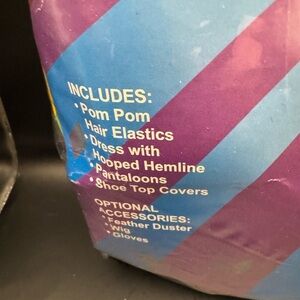 INCLUDES:
• Pom Pom
Hair Elastics
• Dress with
Hooped Hemline
• Pantaloons
• Shoe Top Covers
OPTIONAL
ACCESSORIES:
• Feather Duster
• Wig
• Gloves